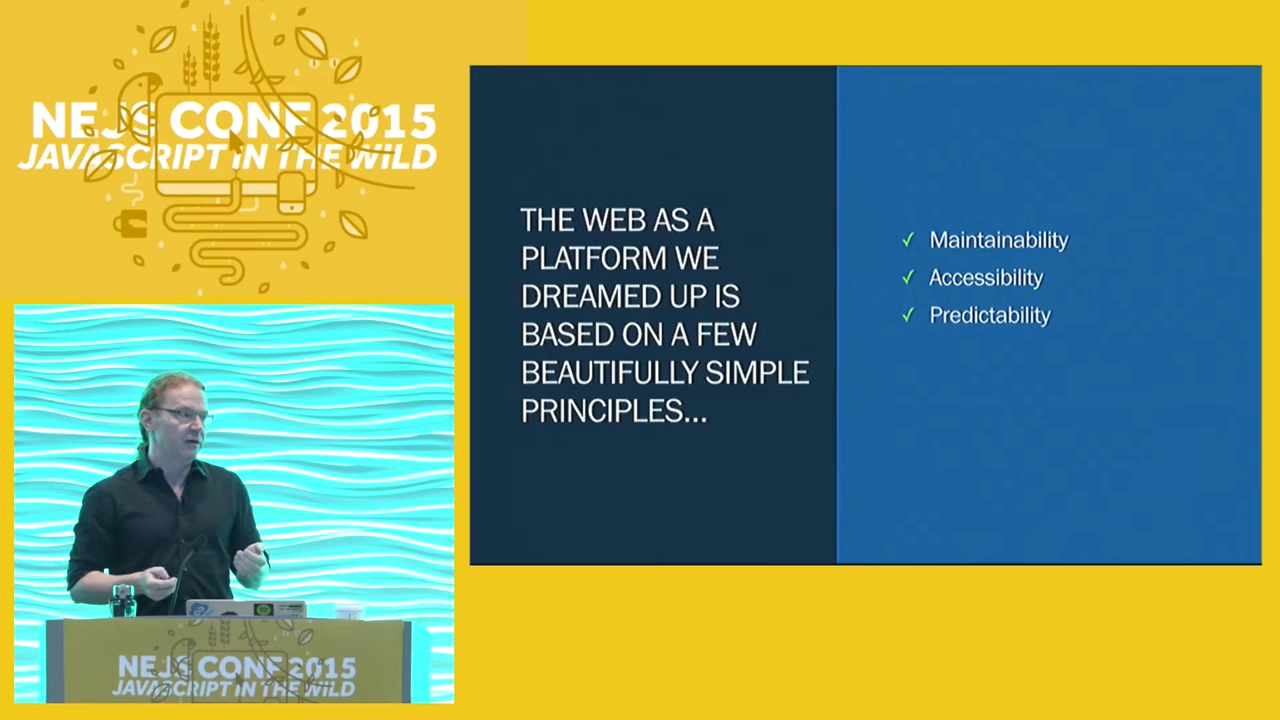 NEJS CONF 2015
JAVASCRIPT IN THE WILD
THE WEB AS A
PLATFORM WE
DREAMED UP IS
BASED ON A FEW
BEAUTIFULLY SIMPLE
PRINCIPLES...
✓ Maintainability
✓ Accessibility
✓ Predictability
NEJS CONF 2015
JAVASCRIPT IN THE WILD